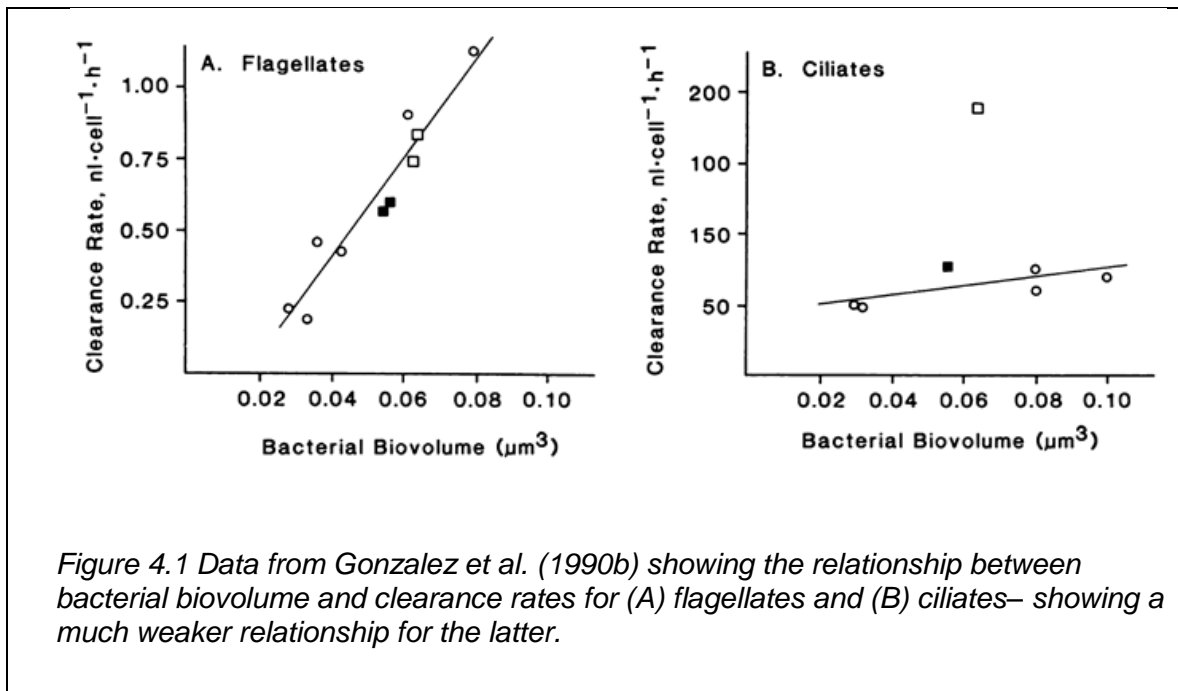 A. Flagellates
Clearance Rate, nl·cell⁻¹·h⁻¹
1.00
0.75
0.50
0.25
0.02 0.04 0.06 0.08 0.10
Bacterial Biovolume (µm³)
B. Ciliates
Clearance Rate, nl·cell⁻¹·h⁻¹
200
100
150
50
0.02 0.04 0.06 0.08 0.10
Bacterial Biovolume (µm³)
Figure 4.1 Data from Gonzalez et al. (1990b) showing the relationship between
bacterial biovolume and clearance rates for (A) flagellates and (B) ciliates– showing a
much weaker relationship for the latter.